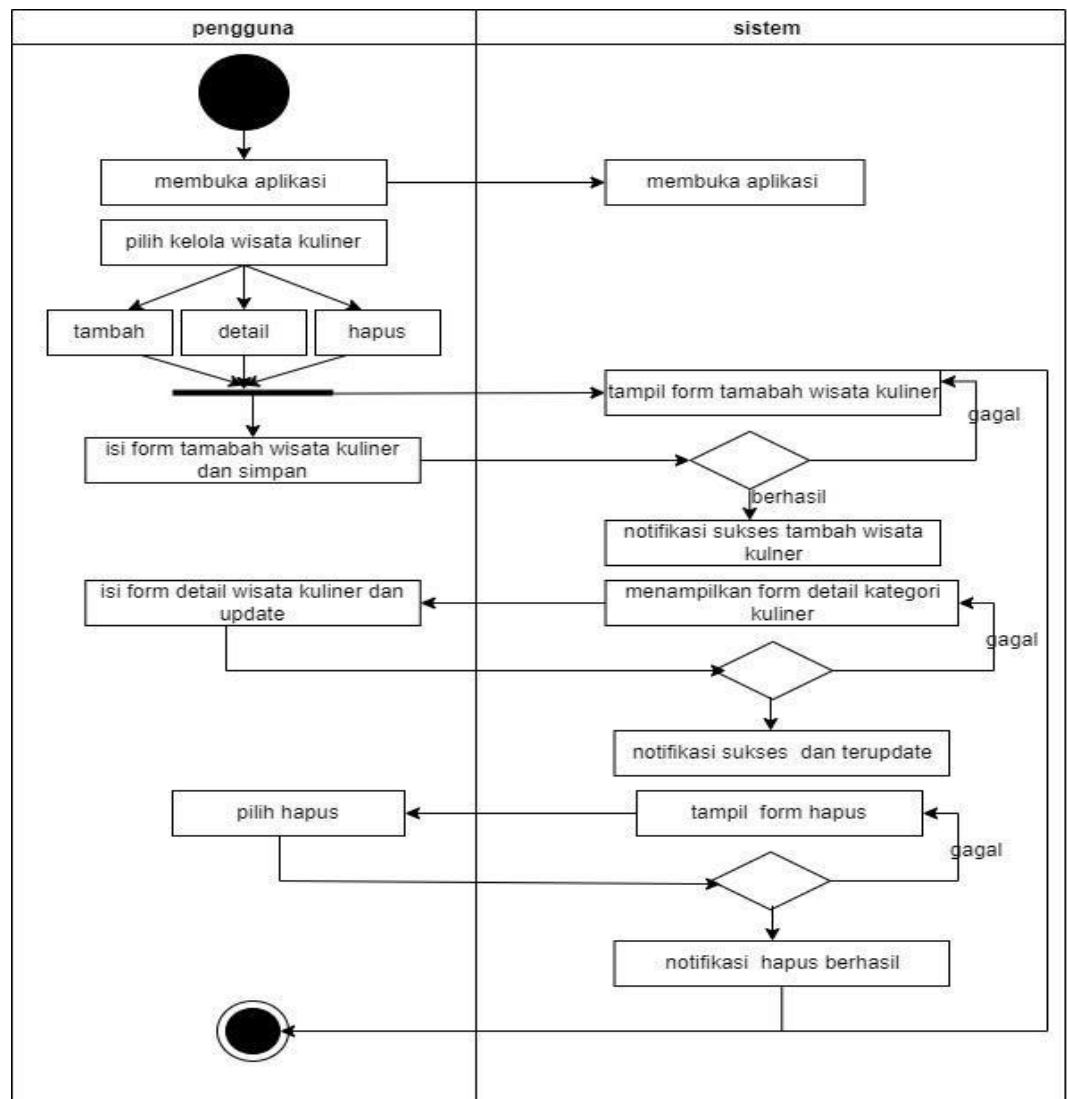 pengguna
sistem
membuka aplikasi
membuka aplikasi
pilih kelola wisata kuliner
tambah
detail
hapus
tampil form tamabah wisata kuliner
gagal
isi form tamabah wisata kuliner
dan simpan
berhasil
notifikasi sukses tambah wisata
kulner
isi form detail wisata kuliner dan
update
menampilkan form detail kategori
kuliner
gagal
notifikasi sukses dan terupdate
pilih hapus
tampil form hapus
gagal
notifikasi hapus berhasil